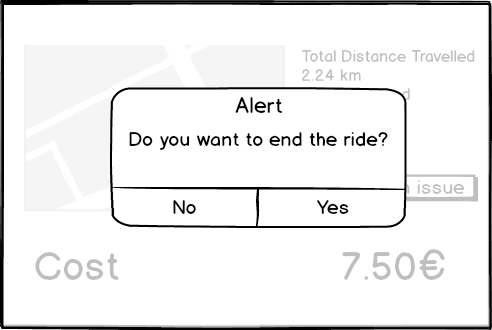 Total Distance Travelled
2.24 km
Alert
Do you want to end the ride?
issue
No
Yes
Cost
7.50€